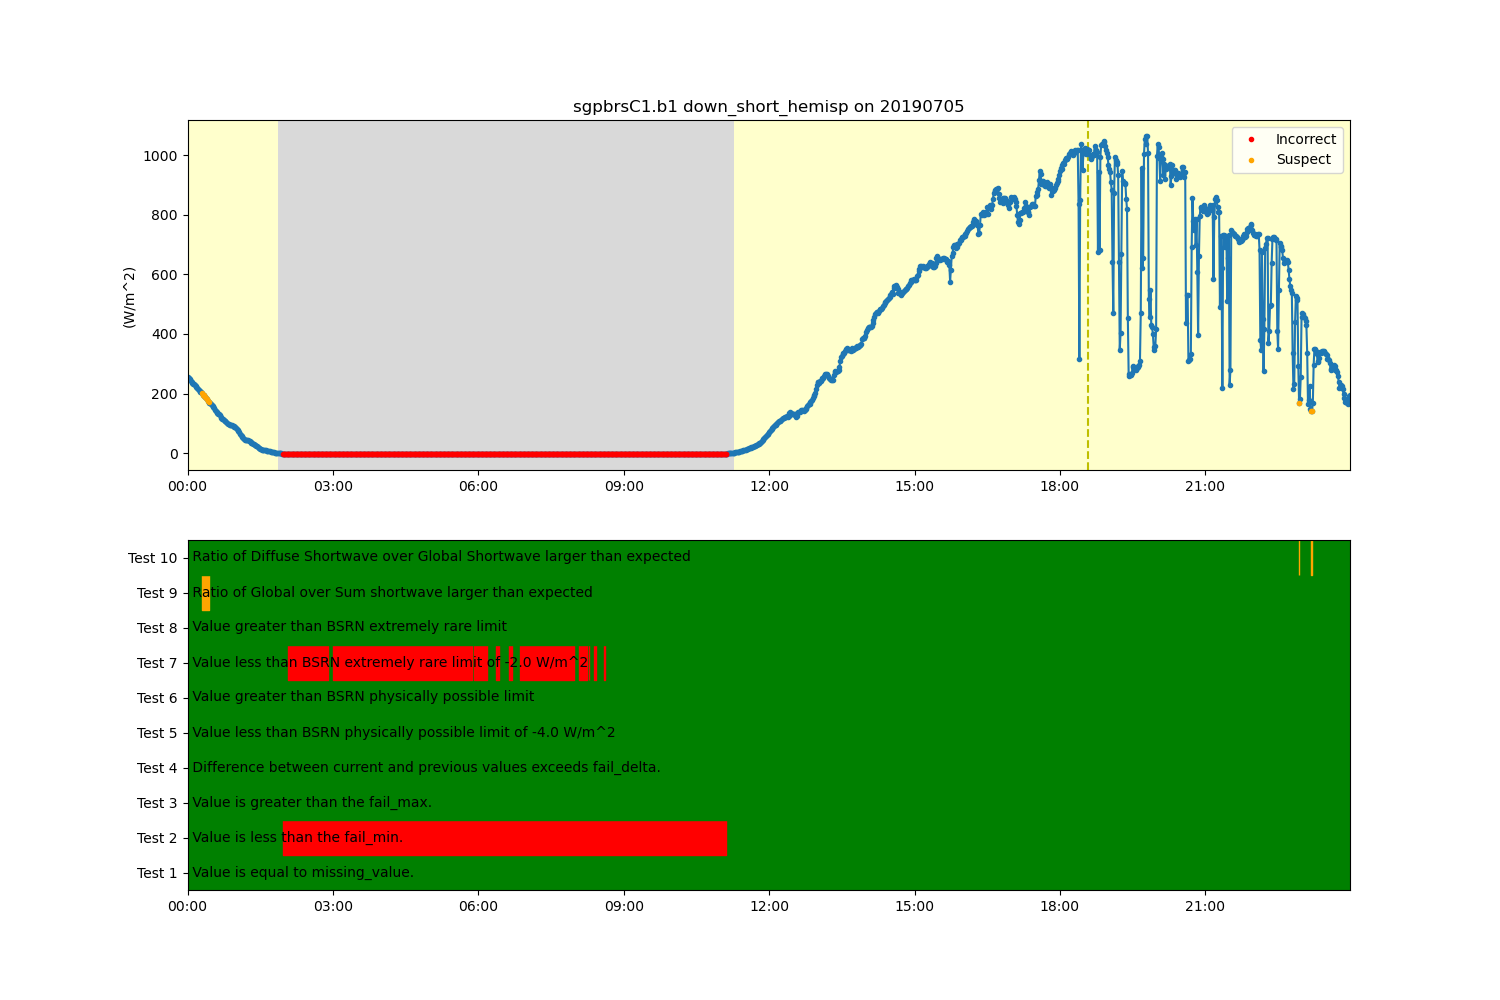 sgpbrsC1.b1 down_short_hemisp on 20190705
Incorrect
Suspect
(W/m^2)
1000
800
600
400
200
0
00:00 03:00 06:00 09:00 12:00 15:00 18:00 21:00
Test 10 Ratio of Diffuse Shortwave over Global Shortwave larger than expected
Test 9 Ratio of Global over Sum shortwave larger than expected
Test 8 Value greater than BSRN extremely rare limit
Test 7 Value less than BSRN extremely rare limit of -2.0 W/m^2
Test 6 Value greater than BSRN physically possible limit
Test 5 Value less than BSRN physically possible limit of -4.0 W/m^2
Test 4 Difference between current and previous values exceeds fail_delta.
Test 3 Value is greater than the fail_max.
Test 2 Value is less than the fail_min.
Test 1 Value is equal to missing_value.
00:00 03:00 06:00 09:00 12:00 15:00 18:00 21:00